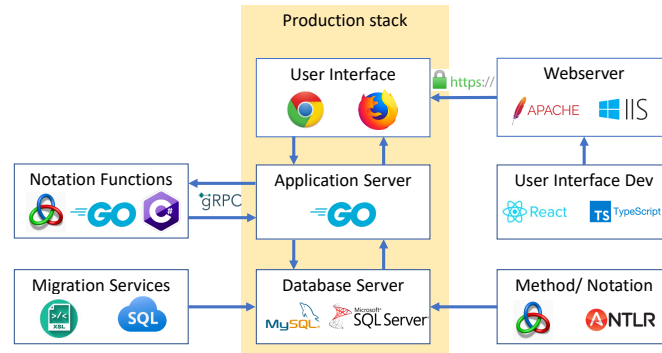 Production stack
User Interface
https://
Webserver
APACHE
IIS
Notation Functions
GO
C#
gRPC
Application Server
GO
User Interface Dev
React
TS TypeScript
Migration Services
>/<
XSL
SQL
Database Server
MySQL
Microsoft
SQL Server
Method/ Notation
ANTLR